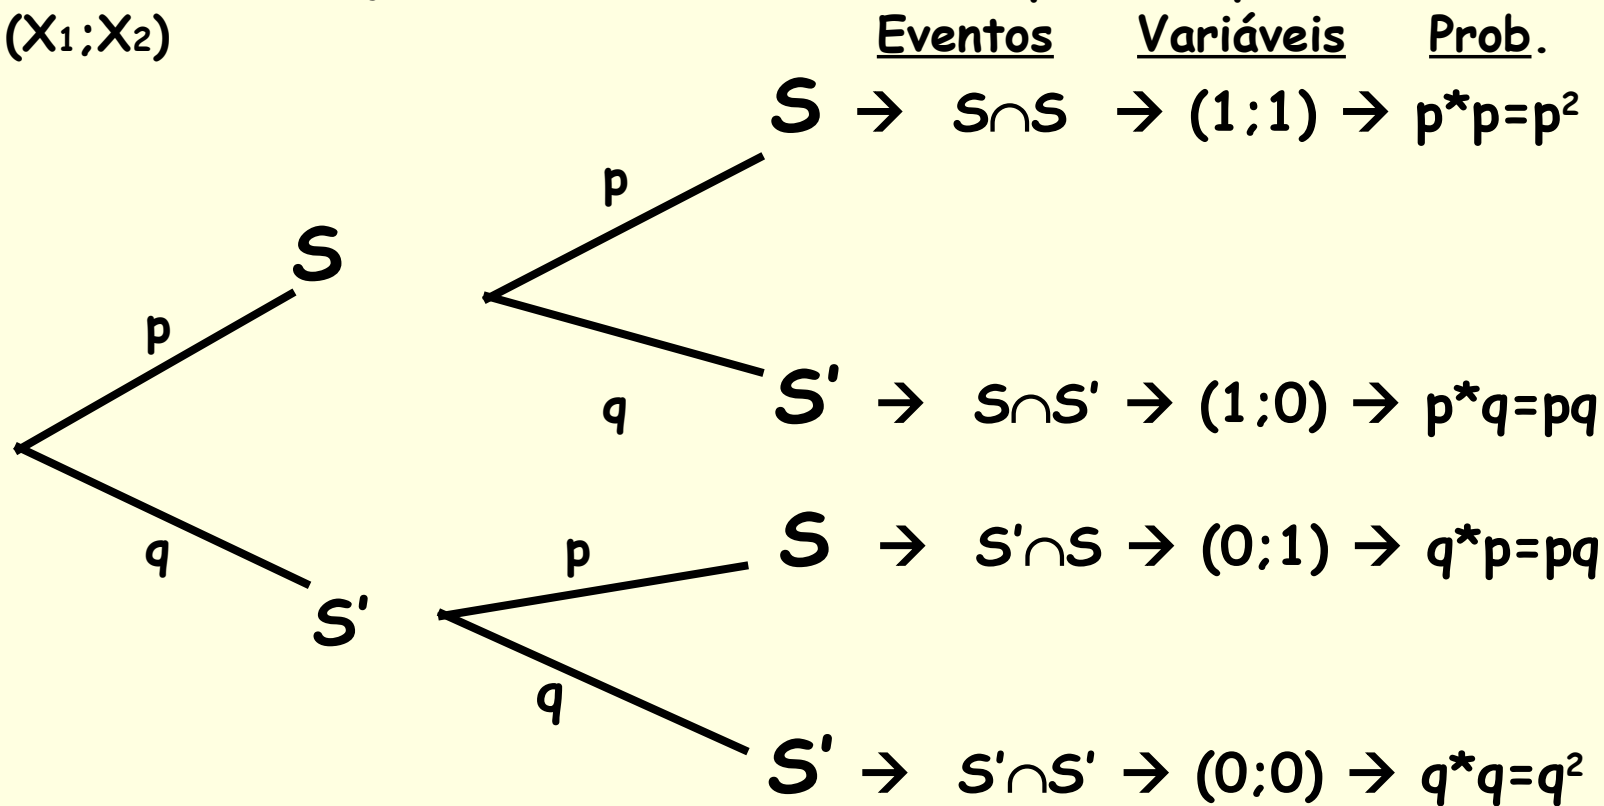 (X₁;X₂) Eventos Variáveis Prob.
S → S∩S → (1;1) → p*p=p²
p
S
p
q
S' → S∩S' → (1;0) → p*q=pq
S → S'∩S → (0;1) → q*p=pq
q
p
S'
q
S' → S'∩S' → (0;0) → q*q=q²